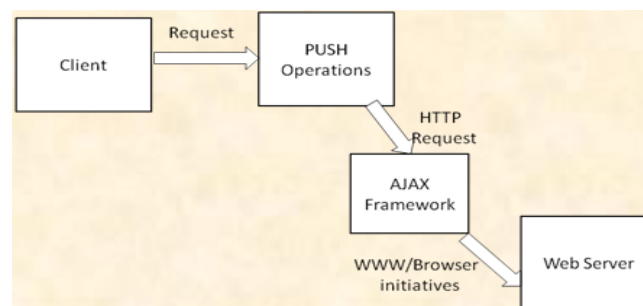 Request
Client
PUSH
Operations
HTTP
Request
AJAX
Framework
WWW/Browser
initiatives
Web Server